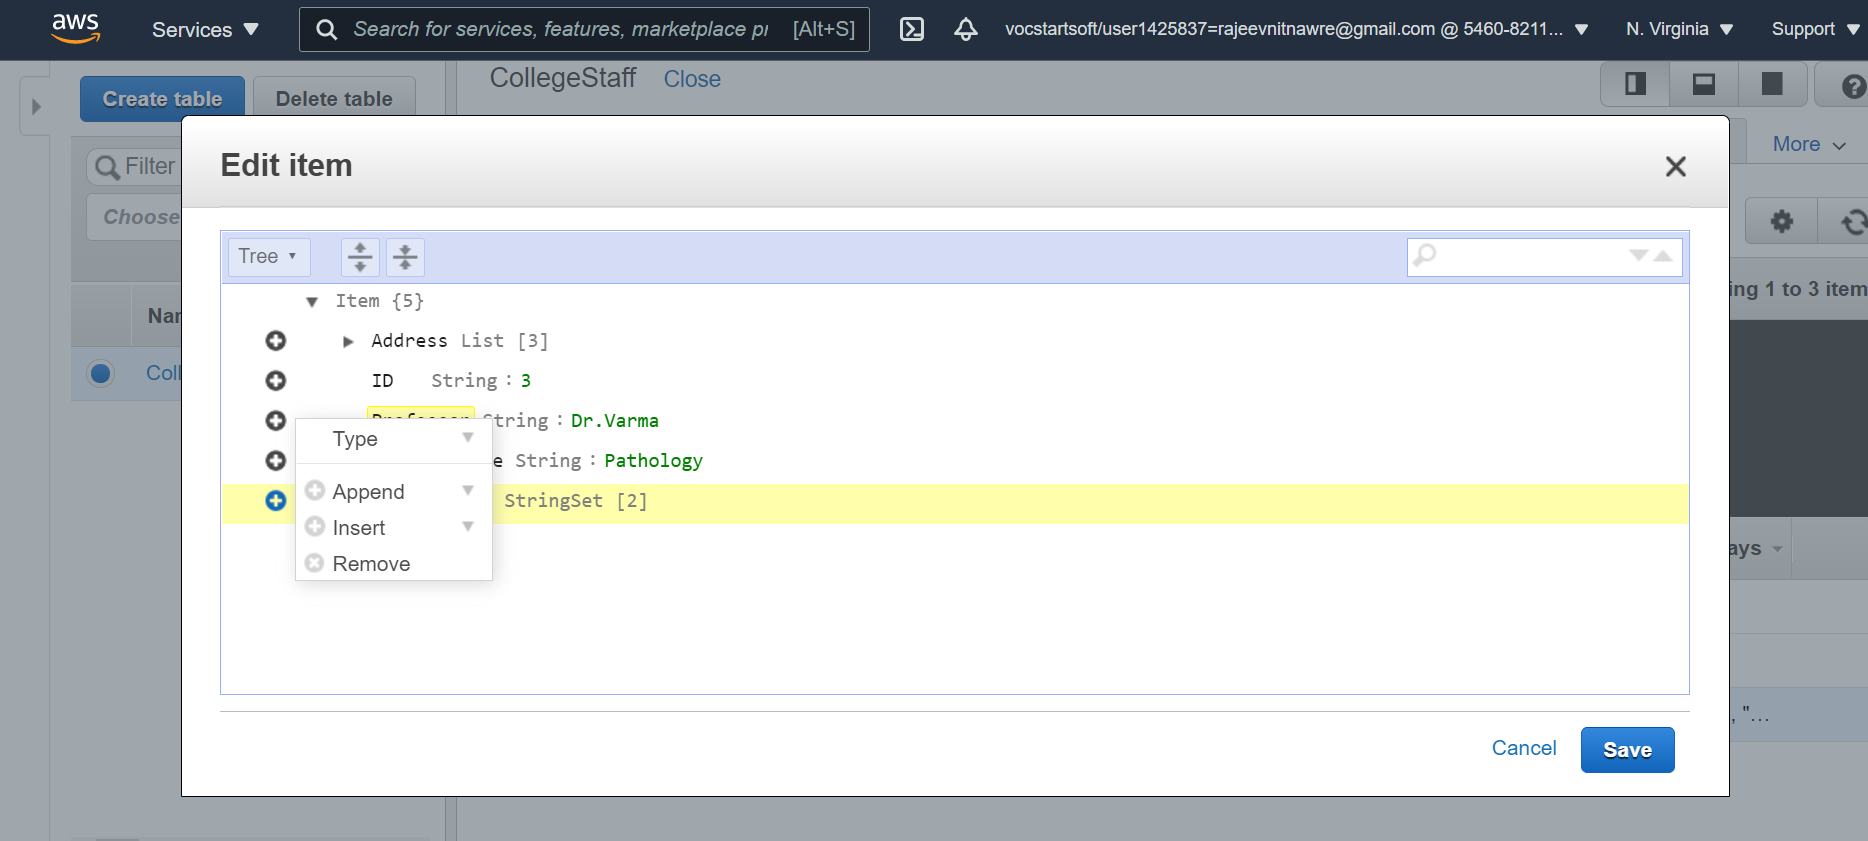 aws
Services
Search for services, features, marketplace pr [Alt+S]
vocstartsoft/user1425837=rajeevnitnawre@gmail.com @ 5460-8211...
N. Virginia
Support
Create table
Delete table
CollegeStaff Close
More
Filter
Choose
Edit item
Tree
Item {5}
ing 1 to 3 item
Nar
Address List [3]
Coll
ID String : 3
Professor String : Dr.Varma
e String : Pathology
StringSet [2]
Type
Append
Insert
Remove
ays
, "...
Cancel
Save